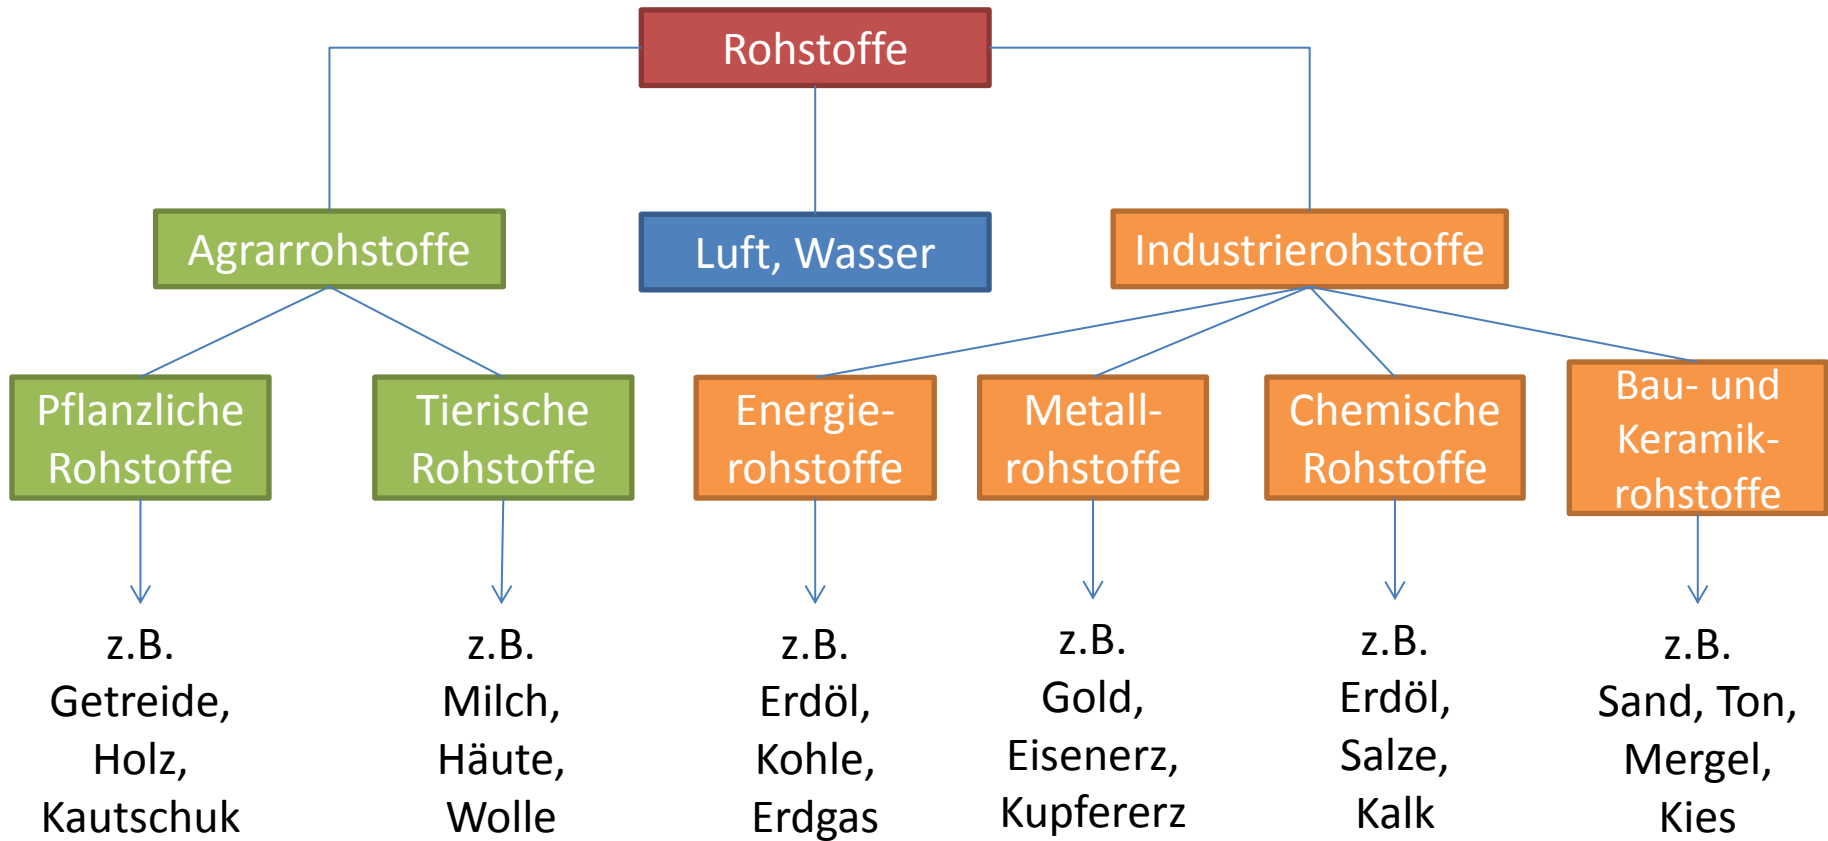 Rohstoffe
Agrarrohstoffe
Luft, Wasser
Industrierohstoffe
Pflanzliche
Rohstoffe
Tierische
Rohstoffe
Energie-
rohstoffe
Metall-
rohstoffe
Chemische
Rohstoffe
Bau- und
Keramik-
rohstoffe
z.B.
Getreide,
Holz,
Kautschuk
z.B.
Milch,
Häute,
Wolle
z.B.
Erdöl,
Kohle,
Erdgas
z.B.
Gold,
Eisenerz,
Kupfererz
z.B.
Erdöl,
Salze,
Kalk
z.B.
Sand, Ton,
Mergel,
Kies